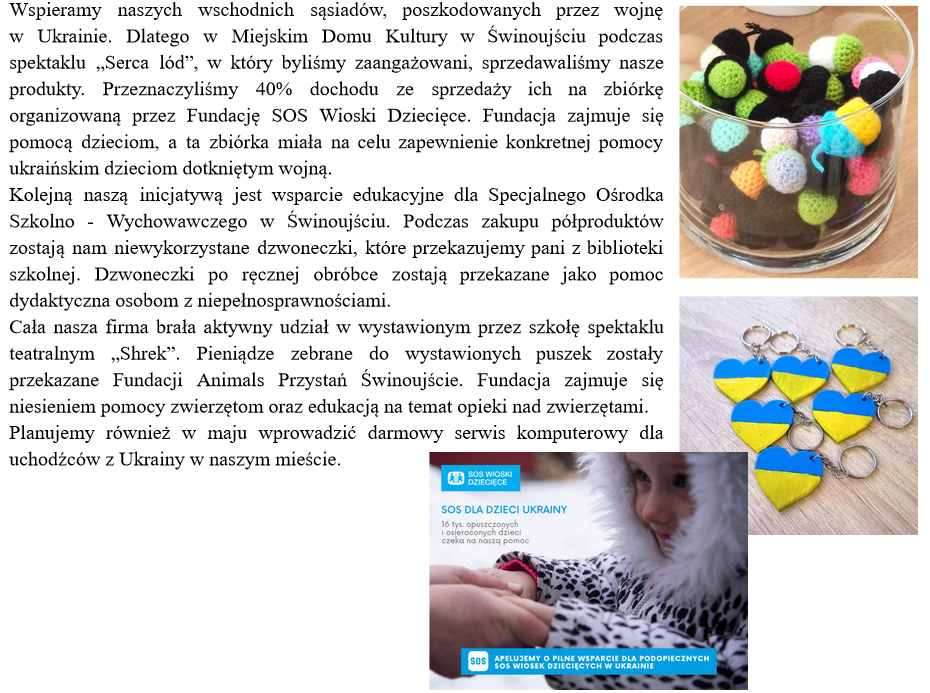 Wspieramy naszych wschodnich sąsiadów, poszkodowanych przez wojnę
w Ukrainie. Dlatego w Miejskim Domu Kultury w Świnoujściu podczas
spektaklu „Serca lód”, w który byliśmy zaangażowani, sprzedawaliśmy nasze
produkty. Przeznaczyliśmy 40% dochodu ze sprzedaży ich na zbiórkę
organizowaną przez Fundację SOS Wioski Dziecięce. Fundacja zajmuje się
pomocą dzieciom, a ta zbiórka miała na celu zapewnienie konkretnej pomocy
ukraińskim dzieciom dotkniętym wojną.
Kolejną naszą inicjatywą jest wsparcie edukacyjne dla Specjalnego Ośrodka
Szkolno - Wychowawczego w Świnoujściu. Podczas zakupu półproduktów
zostają nam niewykorzystane dzwoneczki, które przekazujemy pani z biblioteki
szkolnej. Dzwoneczki po ręcznej obróbce zostają przekazane jako pomoc
dydaktyczna osobom z niepełnosprawnościami.
Cała nasza firma brała aktywny udział w wystawionym przez szkołę spektaklu
teatralnym „Shrek”. Pieniądze zebrane do wystawionych puszek zostały
przekazane Fundacji Animals Przystań Świnoujście. Fundacja zajmuje się
niesieniem pomocy zwierzętom oraz edukacją na temat opieki nad zwierzętami.
Planujemy również w maju wprowadzić darmowy serwis komputerowy dla
uchodźców z Ukrainy w naszym mieście.
SOS WIOSKI
DZIECIĘCE
SOS DLA DZIECI UKRAINY
16 tys. opuszczonych
i osieroconych dzieci
czeka na naszą pomoc
SOS
APELUJEMY O PILNE WSPARCIE DLA PODOPIECZNYCH
SOS WIOSEK DZIECIĘCYCH W UKRAINIE